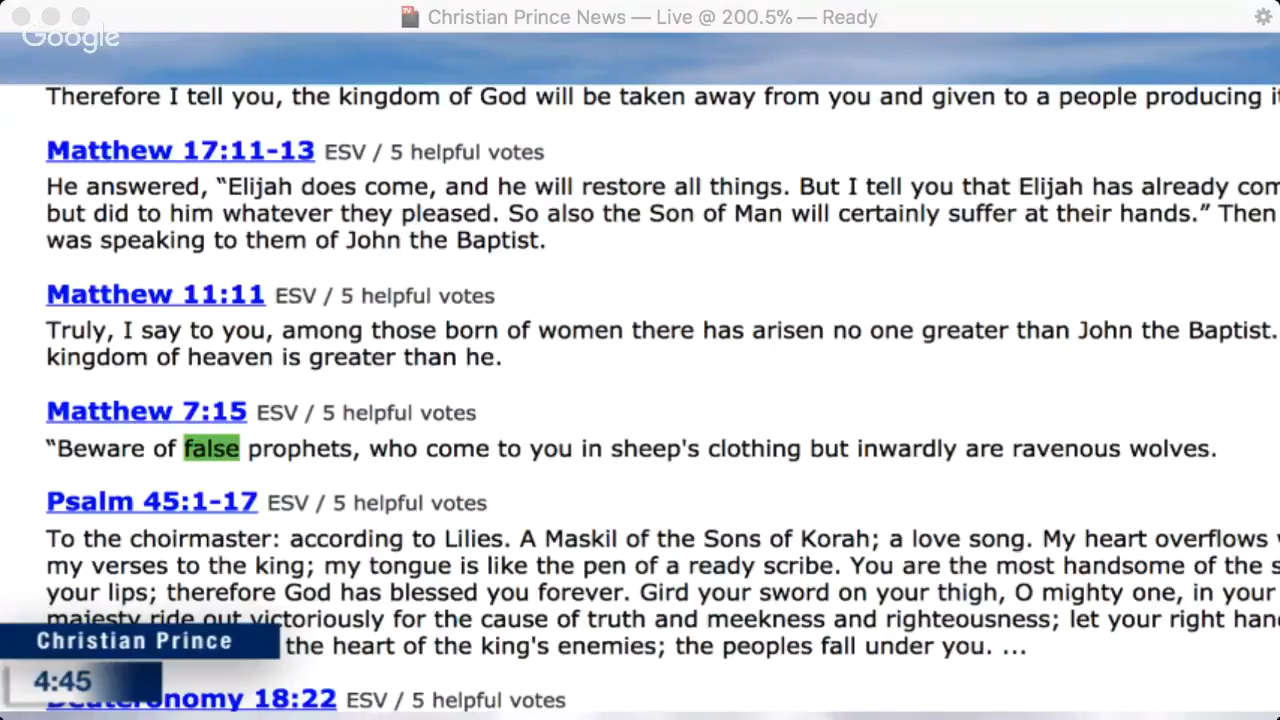 Christian Prince News — Live @ 200.5% — Ready
Google
Therefore I tell you, the kingdom of God will be taken away from you and given to a people producing
Matthew 17:11-13 ESV / 5 helpful votes
He answered, “Elijah does come, and he will restore all things. But I tell you that Elijah has already
but did to him whatever they pleased. So also the Son of Man will certainly suffer at their hands.” Then
was speaking to them of John the Baptist.
Matthew 11:11 ESV / 5 helpful votes
Truly, I say to you, among those born of women there has arisen no one greater than John the Baptist.
kingdom of heaven is greater than he.
Matthew 7:15 ESV / 5 helpful votes
“Beware of false prophets, who come to you in sheep's clothing but inwardly are ravenous wolves.
Psalm 45:1-17 ESV / 5 helpful votes
To the choirmaster: according to Lilies. A Maskil of the Sons of Korah; a love song. My heart overflows
my verses to the king; my tongue is like the pen of a ready scribe. You are the most handsome of the
your lips; therefore God has blessed you forever. Gird your sword on your thigh, O mighty one, in your
majesty ride out victoriously for the cause of truth and meekness and righteousness; let your right
Christian Prince
the heart of the king's enemies; the peoples fall under you. ...
4:45
Deuteronomy 18:22 ESV / 5 helpful votes